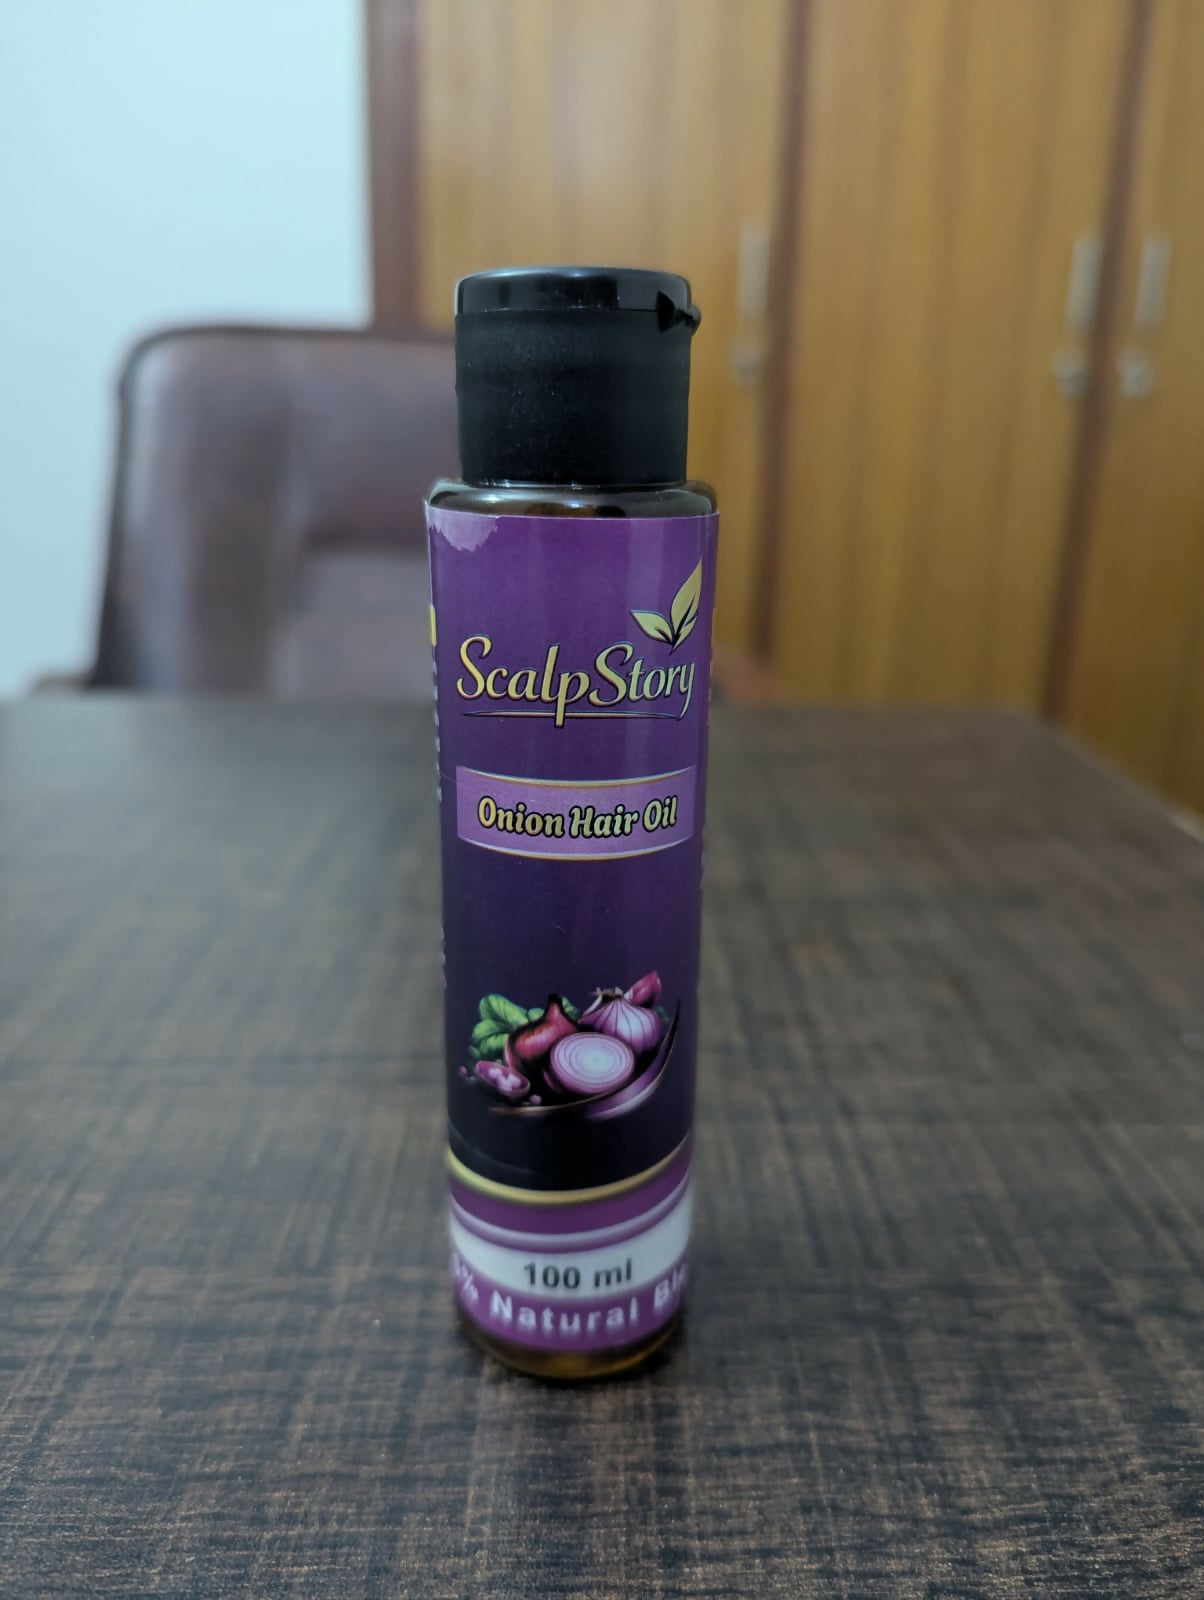 ScalpStory
Onion Hair Oil
100 ml
% Natural